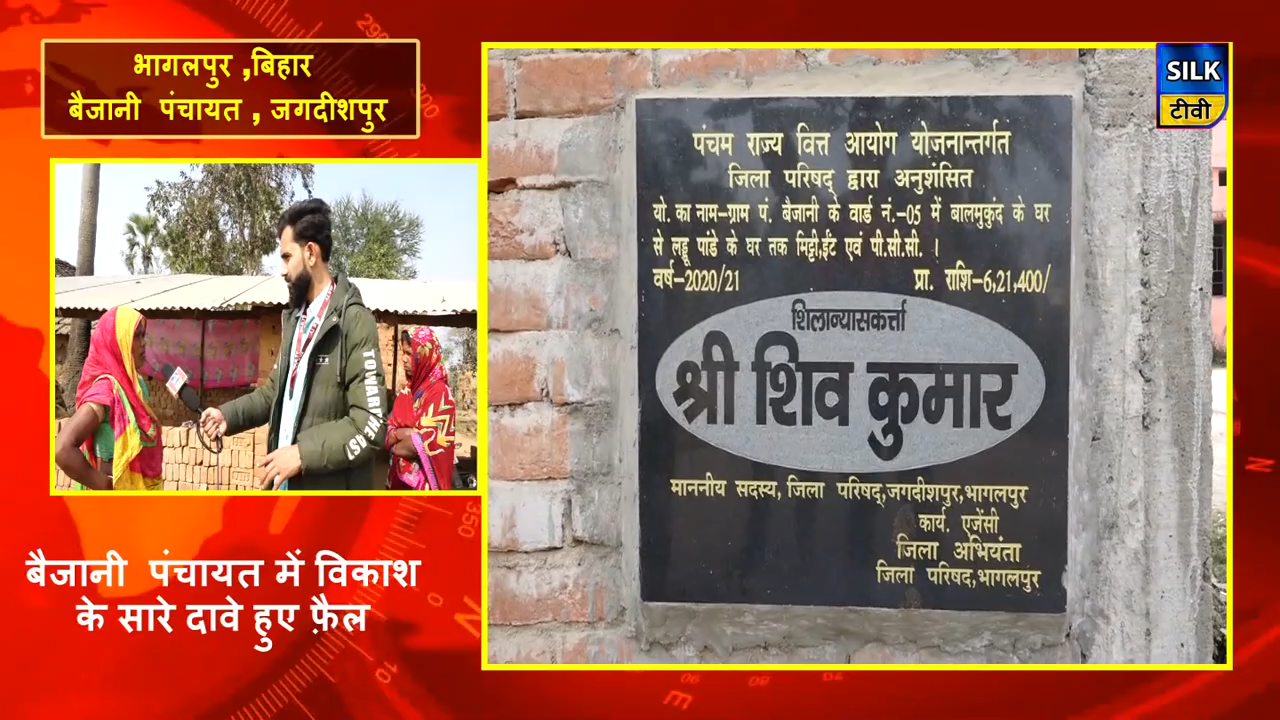 भागलपुर ,बिहार
बैजानी पंचायत , जगदीशपुर
बैजानी पंचायत में विकाश
के सारे दावे हुए फ़ैल
SILK
टीवी
पंचम राज्य वित्त आयोग योजनान्तर्गत
जिला परिषद् द्वारा अनुशंसित
यो. का नाम-ग्राम पं. बैजानी के वार्ड नं.-05 में बालमुकुंद के घर
से लड्डू पांडे के घर तक मिट्टी,ईंट एवं पी.सी.सी. ।
वर्ष-2020/21 प्रा. राशि-6,21,400/
शिलान्यासकर्त्ता
श्री शिव कुमार
माननीय सदस्य, जिला परिषद्,जगदीशपुर,भागलपुर
कार्य. एजेंसी
जिला अभियंता
जिला परिषद,भागलपुर